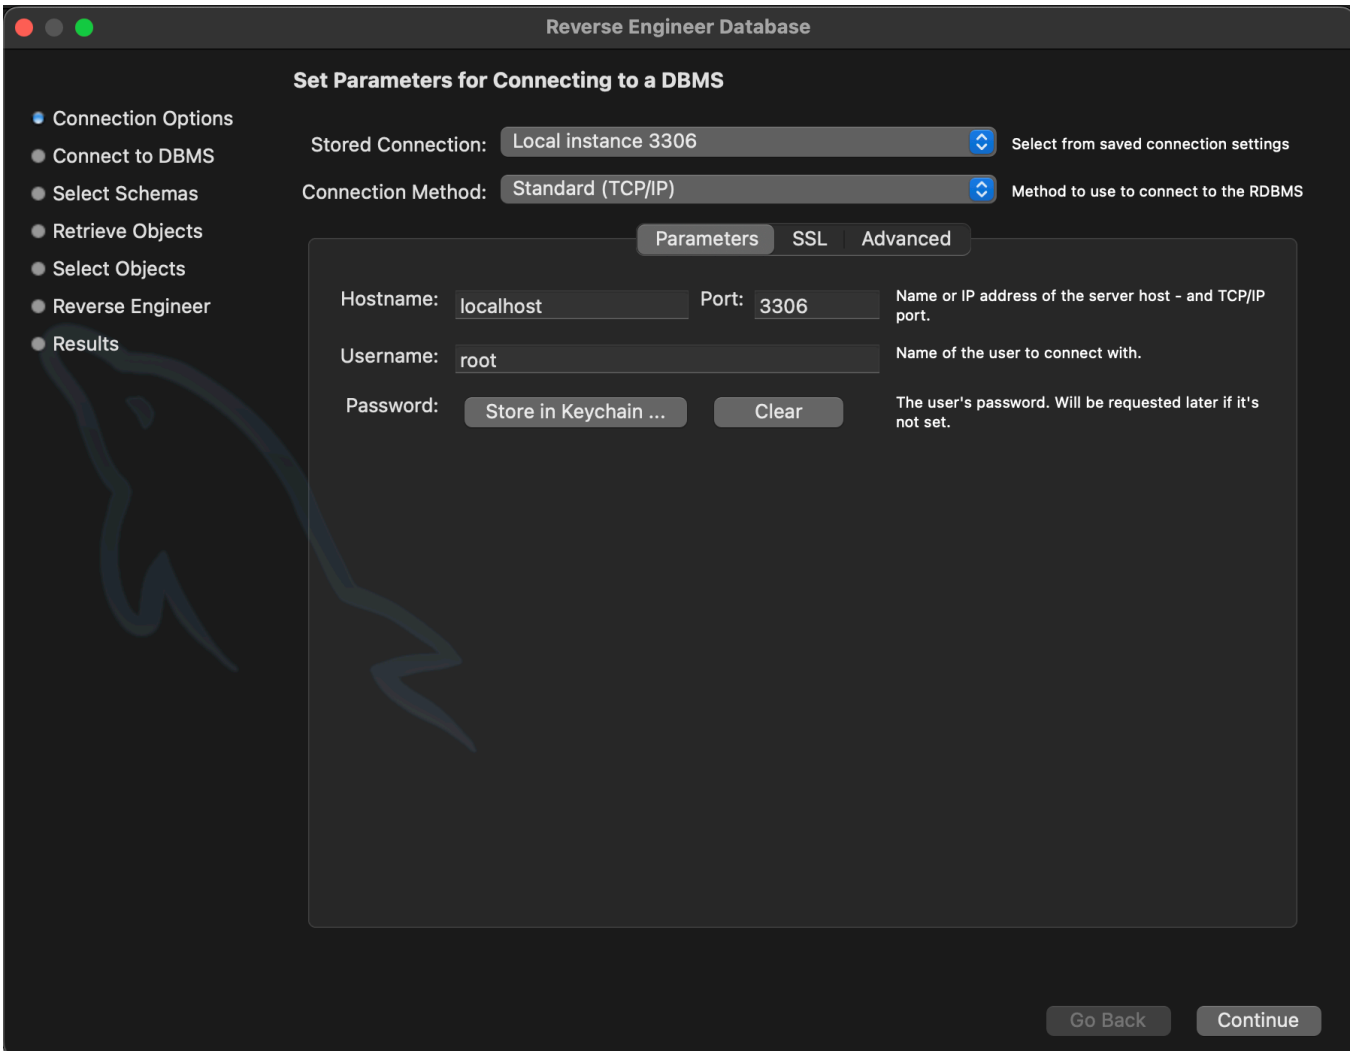 Reverse Engineer Database
Set Parameters for Connecting to a DBMS
Connection Options
Connect to DBMS
Select Schemas
Retrieve Objects
Select Objects
Reverse Engineer
Results
Stored Connection: Local instance 3306 Select from saved connection settings
Connection Method: Standard (TCP/IP) Method to use to connect to the RDBMS
Parameters SSL Advanced
Hostname: localhost Port: 3306 Name or IP address of the server host - and TCP/IP
port.
Username: root Name of the user to connect with.
Password: Store in Keychain ... Clear The user's password. Will be requested later if it's
not set.
Go Back Continue